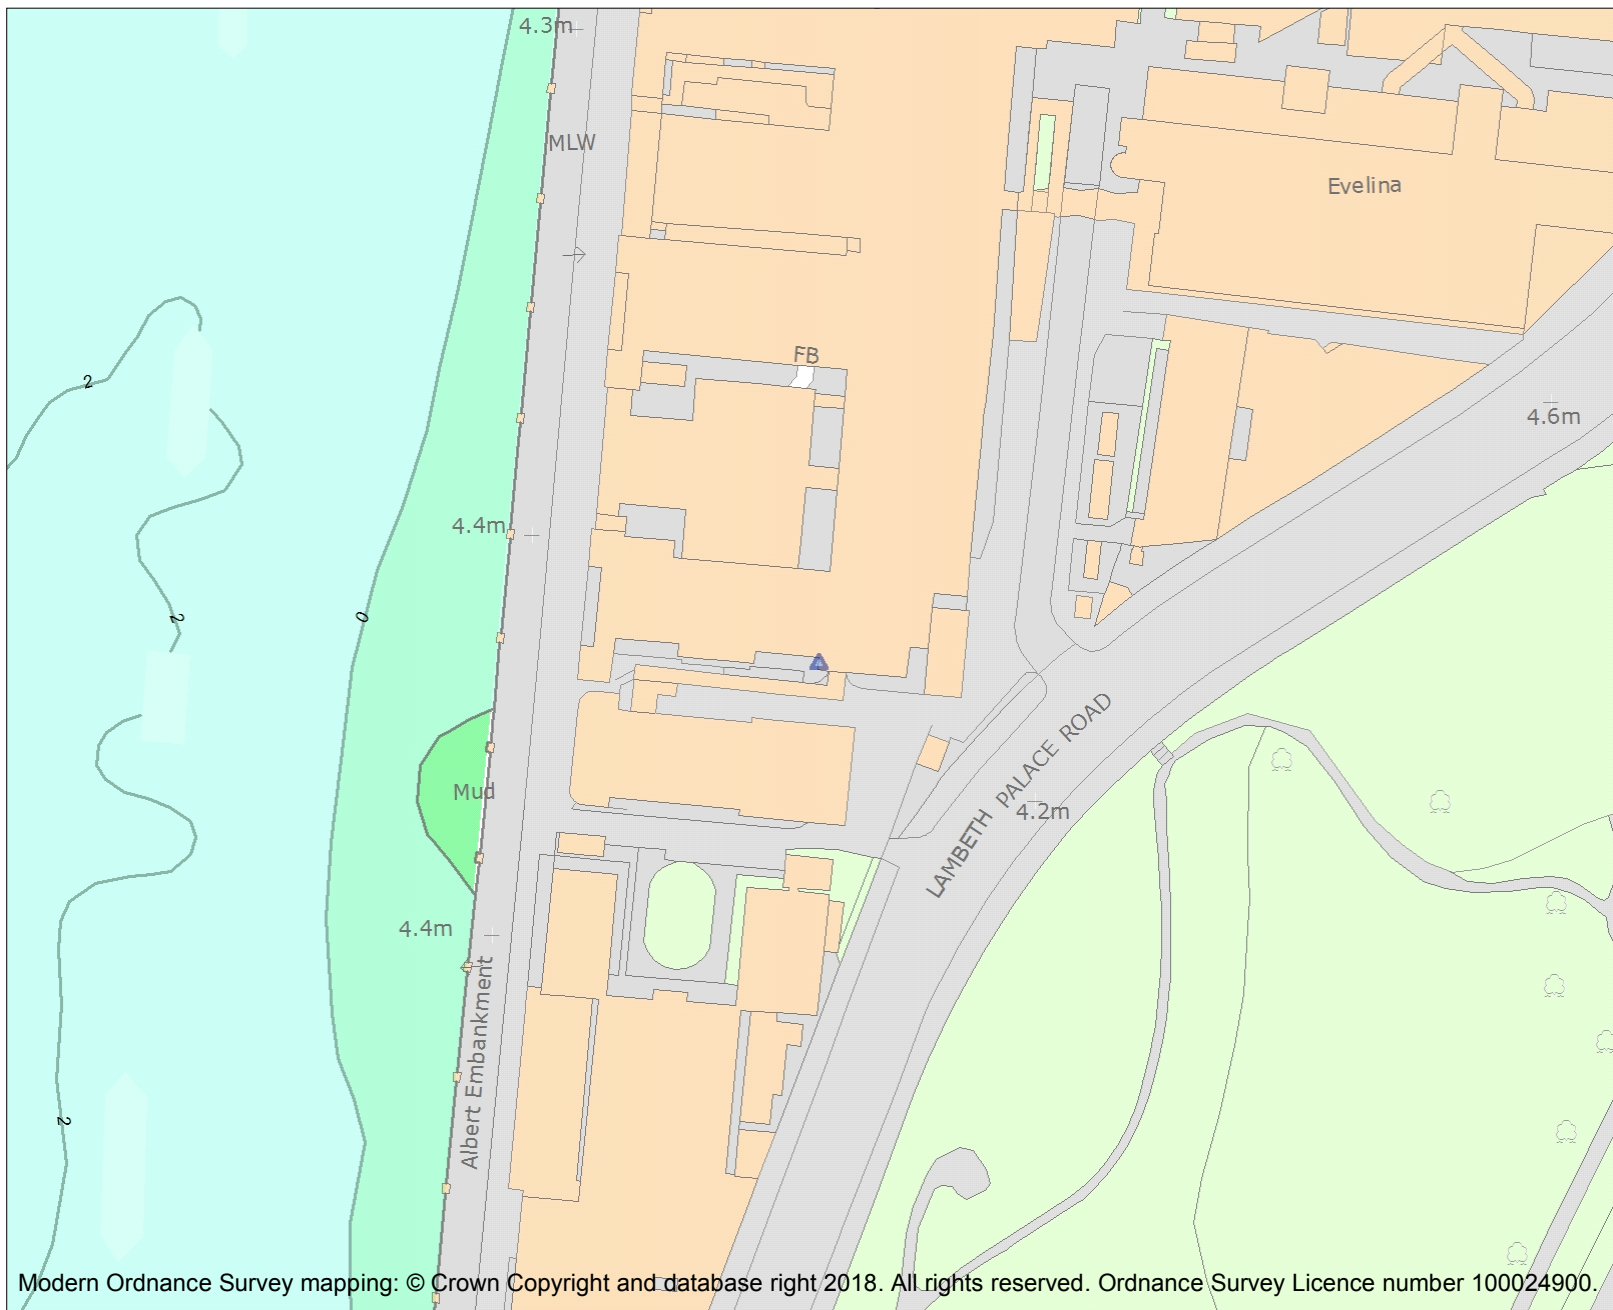 4.3m
MLW
Evelina
FB
2
4.6m
4.4m
2
0
LAMBETH PALACE ROAD
Mud
4.2m
4.4m
Albert Embankment
2
Modern Ordnance Survey mapping: © Crown Copyright and database right 2018. All rights reserved. Ordnance Survey Licence number 100024900.